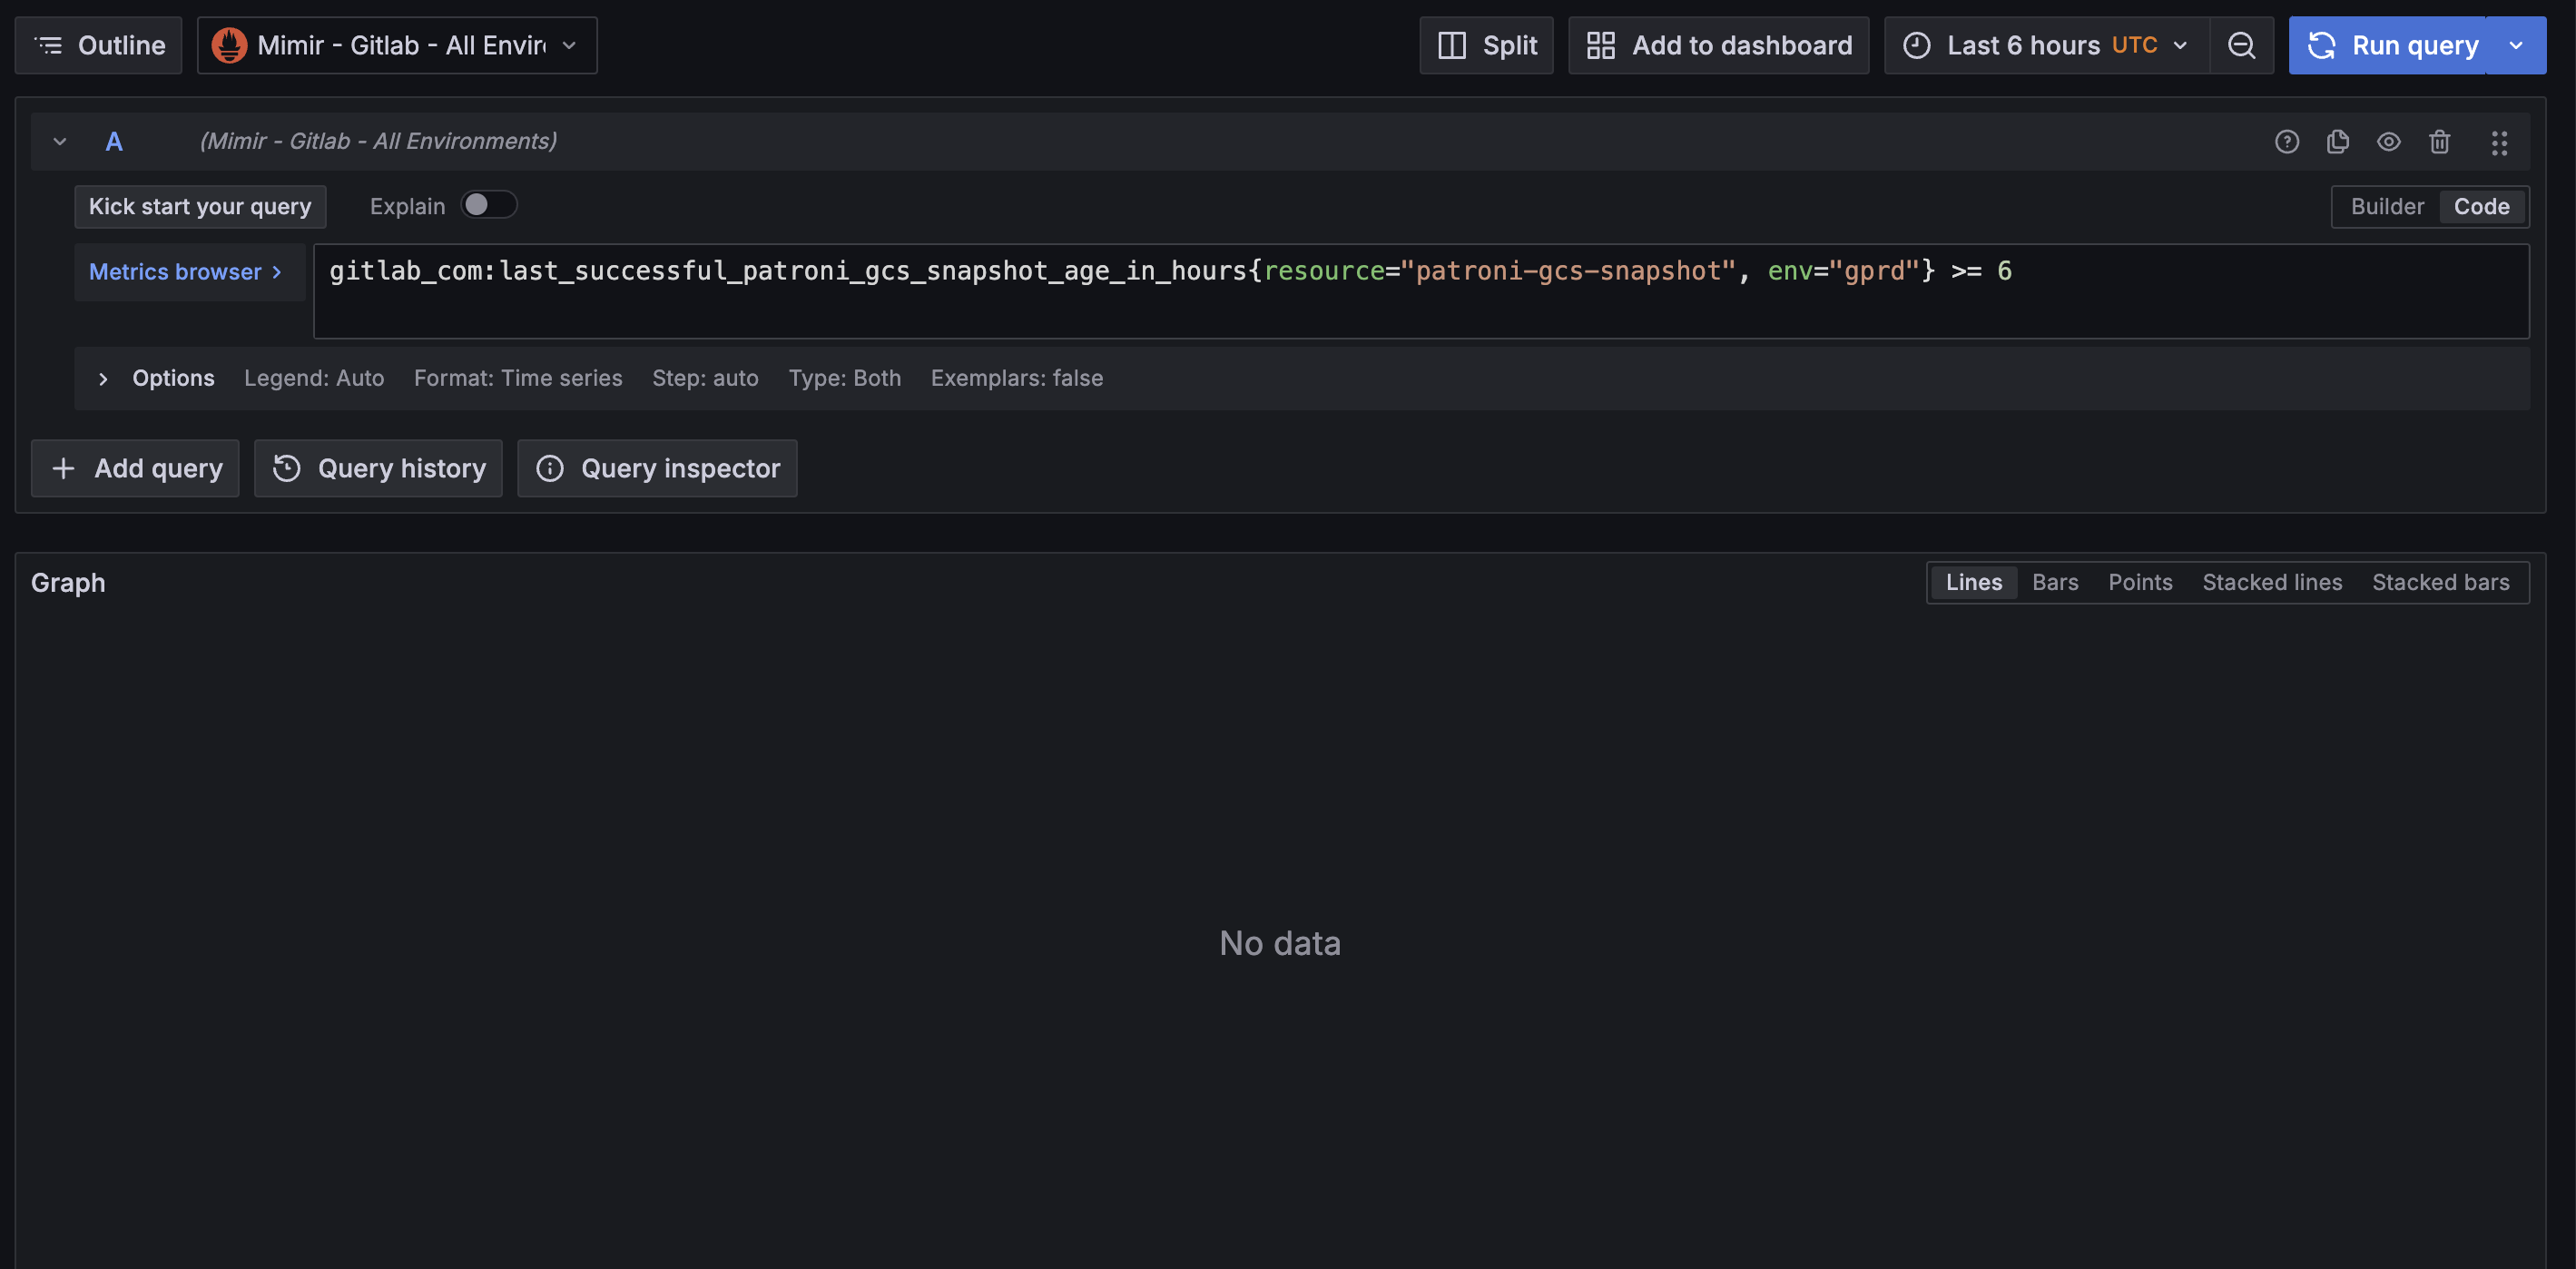 Outline
Mimir - Gitlab - All Envir
Split
Add to dashboard
Last 6 hours UTC
Run query
A
(Mimir - Gitlab - All Environments)
Kick start your query
Explain
Builder
Code
Metrics browser
gitlab_com:last_successful_patroni_gcs_snapshot_age_in_hours{resource="patroni-gcs-snapshot", env="gprd"} >= 6
Options
Legend: Auto
Format: Time series
Step: auto
Type: Both
Exemplars: false
Add query
Query history
Query inspector
Graph
Lines
Bars
Points
Stacked lines
Stacked bars
No data